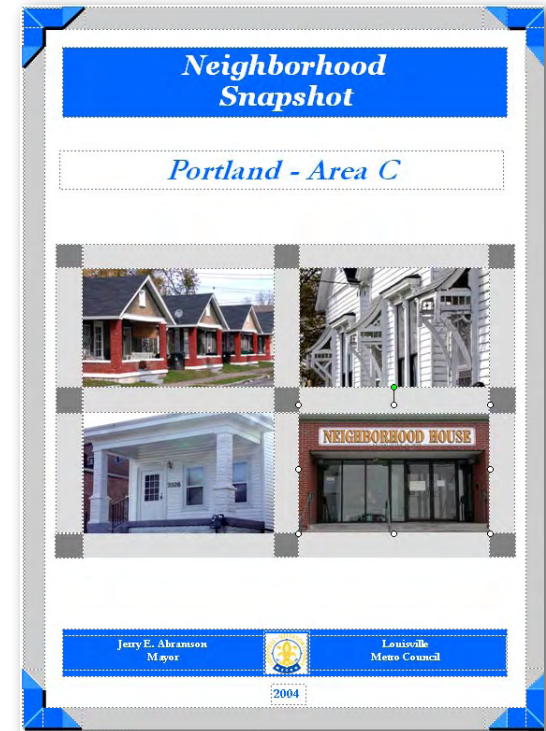 Neighborhood
Snapshot
Portland - Area C
NEIGHBORHOOD HOUSE
Jerry E. Abramson
Mayor
Louisville
Metro Council
2004